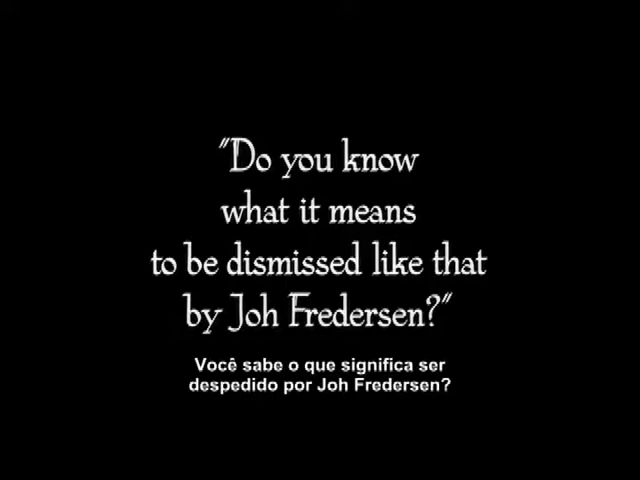 "Do you know
what it means
to be dismissed like that
by Joh Fredersen?"
Você sabe o que significa ser
despedido por Joh Fredersen?